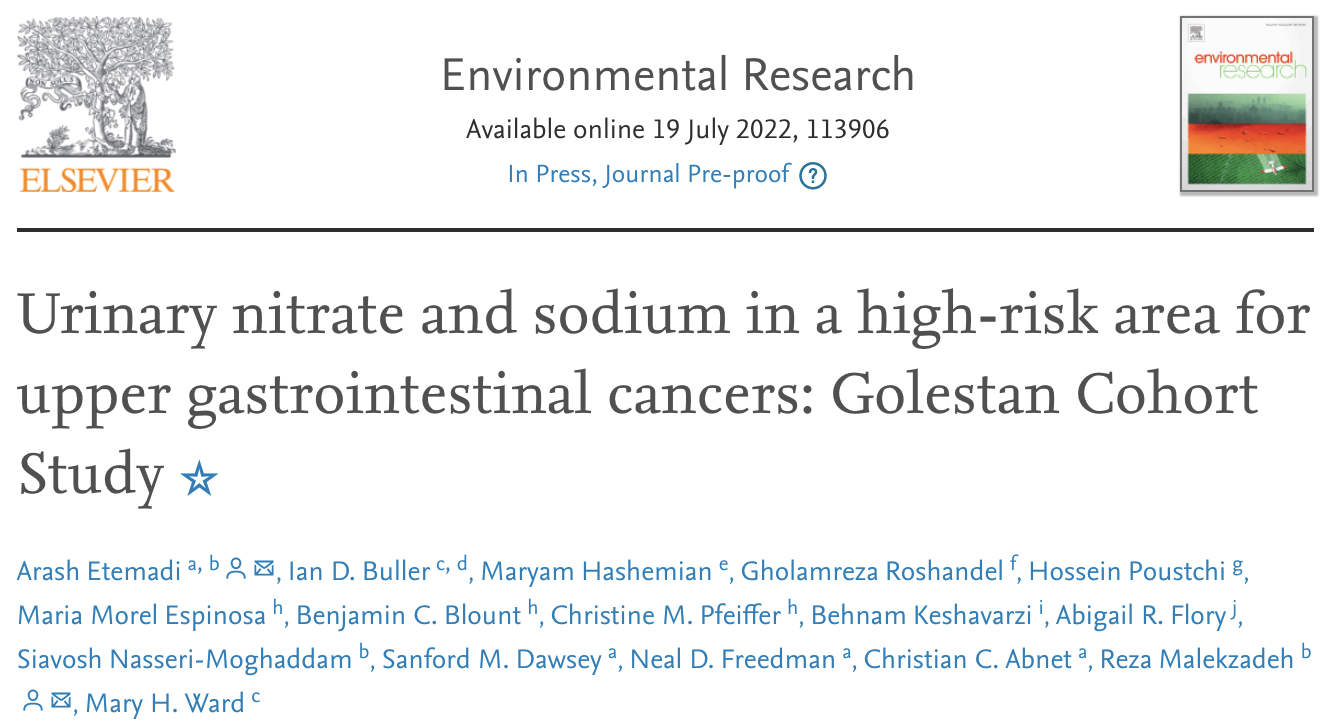 ELSEVIER
Environmental Research
Available online 19 July 2022, 113906
In Press, Journal Pre-proof ?
environmental
research
Urinary nitrate and sodium in a high-risk area for
upper gastrointestinal cancers: Golestan Cohort
Study ☆
Arash Etemadi a, b, Ian D. Buller c, d, Maryam Hashemian e, Gholamreza Roshandel f, Hossein Poustchi g,
Maria Morel Espinosa h, Benjamin C. Blount h, Christine M. Pfeiffer h, Behnam Keshavarzi i, Abigail R. Flory j,
Siavosh Nasseri-Moghaddam b, Sanford M. Dawsey a, Neal D. Freedman a, Christian C. Abnet a, Reza Malekzadeh b
, Mary H. Ward c